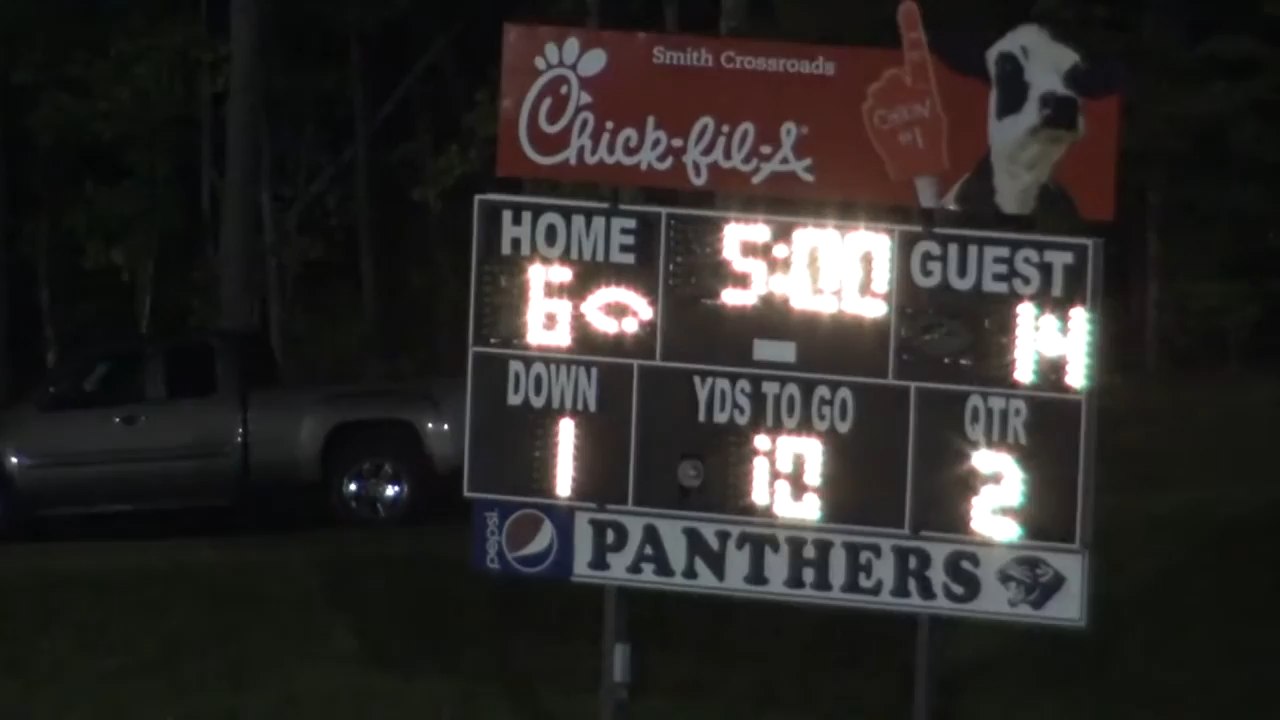 Smith Crossroads
Chick-fil-A
#1
HOME 5:00 GUEST
6 14
DOWN YDS TO GO QTR
1 10 2
pepsi PANTHERS